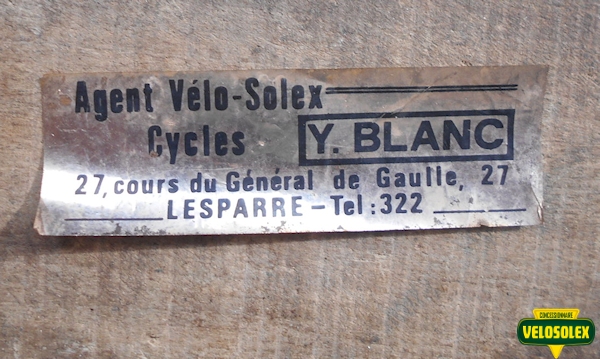 Agent Vélo-Solex
Cycles Y. BLANC
27, cours du Général de Gaulle, 27
LESPARRE - Tel : 322
CONCESSIONNAIRE
VELOSOLEX